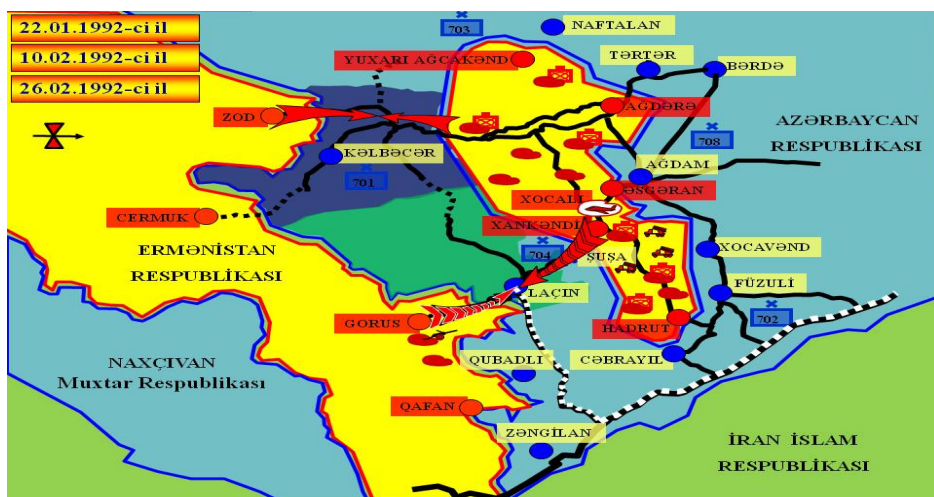 22.01.1992-ci il
10.02.1992-ci il
26.02.1992-ci il
703
NAFTALAN
YUXARI AĞCAKƏND
TƏRTƏR
BƏRDƏ
ZOD
AĞDƏRƏ
708
AZƏRBAYCAN
RESPUBLİKASI
KƏLBƏCƏR
701
AĞDAM
ƏSGƏRAN
XOCALI
CERMUK
XANKƏNDİ
704
ŞUŞA
XOCAVƏND
ERMƏNİSTAN
RESPUBLİKASI
LAÇIN
FÜZULİ
702
GORUS
HADRUT
NAXÇIVAN
Muxtar Respublikası
QUBADLI
CƏBRAYIL
QAFAN
ZƏNGİLAN
İRAN İSLAM
RESPUBLİKASI